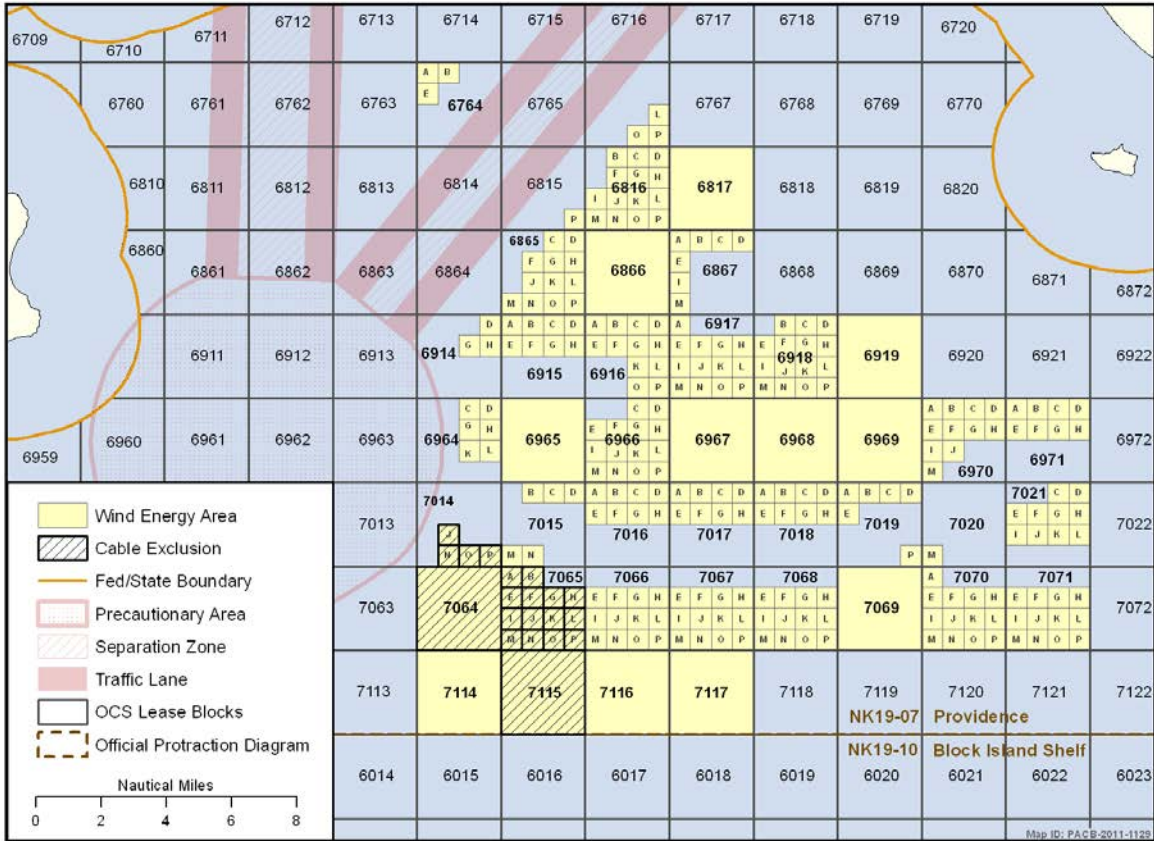 6712 6713 6714 6715 6716 6717 6718 6719 6720
6709 6710 6711
A B
E
6760 6761 6762 6763 6764 6765 6767 6768 6769 6770
L
O P
B C D
F G H
6810 6811 6812 6813 6814 6815 6816 6817 6818 6819 6820
I J K L
P M N O P
6860 6865 C D A B C D
F G H E
6861 6862 6863 6864 6866 6867 6868 6869 6870 6871 6872
J K L I
M N O P M
D A B C D A B C D A 6917 B C D
G H E F G H E F G H E F G H E F G H
6911 6912 6913 6914 6915 6916 6918 6919 6920 6921 6922
K L I J K L I J K L
O P M N O P M N O P
C D C D A B C D A B C D
G H E F G H E F G H E F G H
6959 6960 6961 6962 6963 6964 6965 6966 6967 6968 6969 6970 6971 6972
K L I J K L I J
M N O P M
7014 B C D A B C D A B C D A B C D A B C D 7021 C D
E F G H E F G H E F G H E E F G H
7013 7015 7016 7017 7018 7019 7020 7022
J I J K L
N O P M N P M
A B 7065 7066 7067 7068 A 7070 7071
E F G H E F G H E F G H E F G H E F G H E F G H
7063 7064 7069 7072
I J K L I J K L I J K L I J K L I J K L I J K L
M N O P M N O P M N O P M N O P M N O P M N O P
7113 7114 7115 7116 7117 7118 7119 7120 7121 7122
NK19-07 Providence
NK19-10 Block Island Shelf
6014 6015 6016 6017 6018 6019 6020 6021 6022 6023
Wind Energy Area
Cable Exclusion
Fed/State Boundary
Precautionary Area
Separation Zone
Traffic Lane
OCS Lease Blocks
Official Protraction Diagram
Nautical Miles
0 2 4 6 8
Map ID: PACB-2011-1129